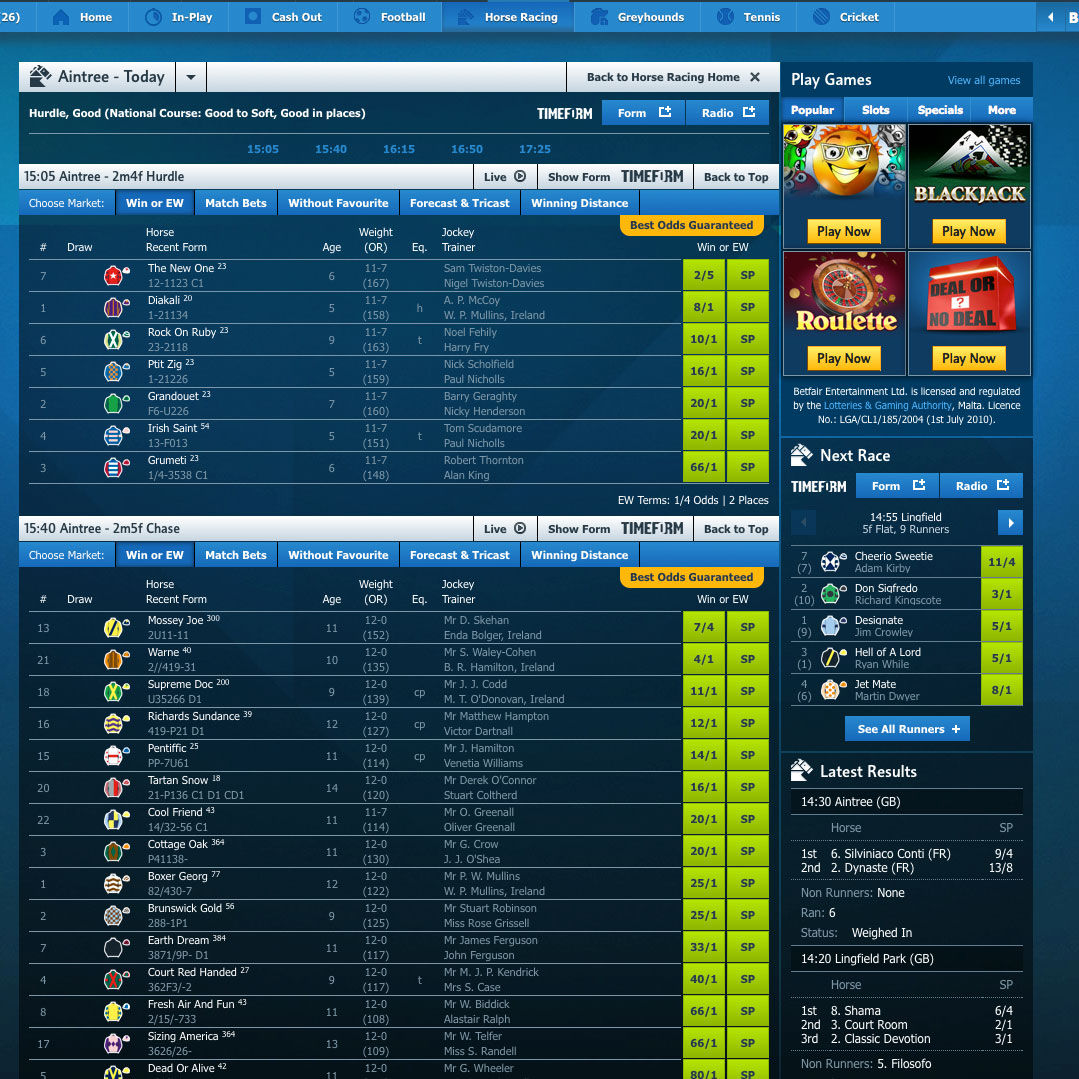 26) Home In-Play Cash Out Football Horse Racing Greyhounds Tennis Cricket B
Aintree - Today Back to Horse Racing Home ✕
Hurdle, Good (National Course: Good to Soft, Good in places) TIMEFORM Form Radio
15:05 15:40 16:15 16:50 17:25
15:05 Aintree - 2m4f Hurdle Live Show Form TIMEFORM Back to Top
Choose Market: Win or EW Match Bets Without Favourite Forecast & Tricast Winning Distance
Best Odds Guaranteed
Horse Weight Jockey
# Draw Recent Form Age (OR) Eq. Trainer Win or EW
7 The New One 23 6 11-7 Sam Twiston-Davies 2/5 SP
12-1123 C1 (167) Nigel Twiston-Davies
1 Diakali 20 5 11-7 h A. P. McCoy 8/1 SP
1-21134 (158) W. P. Mullins, Ireland
6 Rock On Ruby 23 9 11-7 t Noel Fehily 10/1 SP
23-2118 (163) Harry Fry
5 Ptit Zig 23 5 11-7 Nick Scholfield 16/1 SP
1-21226 (159) Paul Nicholls
2 Grandouet 23 7 11-7 Barry Geraghty 20/1 SP
F6-U226 (160) Nicky Henderson
4 Irish Saint 54 5 11-7 t Tom Scudamore 20/1 SP
13-F013 (151) Paul Nicholls
3 Grumeti 23 6 11-7 Robert Thornton 66/1 SP
1/4-3538 C1 (148) Alan King
EW Terms: 1/4 Odds | 2 Places
15:40 Aintree - 2m5f Chase Live Show Form TIMEFORM Back to Top
Choose Market: Win or EW Match Bets Without Favourite Forecast & Tricast Winning Distance
Best Odds Guaranteed
Horse Weight Jockey
# Draw Recent Form Age (OR) Eq. Trainer Win or EW
13 Mossey Joe 300 11 12-0 Mr D. Skehan 7/4 SP
2U11-11 (152) Enda Bolger, Ireland
21 Warne 40 10 12-0 Mr S. Waley-Cohen 4/1 SP
2//419-31 (135) B. R. Hamilton, Ireland
18 Supreme Doc 200 9 12-0 cp Mr J. J. Codd 11/1 SP
U35266 D1 (139) M. T. O'Donovan, Ireland
16 Richards Sundance 39 12 12-0 cp Mr Matthew Hampton 12/1 SP
419-P21 D1 (127) Victor Dartnall
15 Pentiffic 25 11 12-0 cp Mr J. Hamilton 14/1 SP
PP-7U61 (114) Venetia Williams
20 Tartan Snow 18 14 12-0 Mr Derek O'Connor 16/1 SP
21-P136 C1 D1 CD1 (120) Stuart Coltherd
22 Cool Friend 43 11 12-0 Mr O. Greenall 20/1 SP
14/32-56 C1 (114) Oliver Greenall
3 Cottage Oak 364 11 12-0 Mr G. Crow 20/1 SP
P41138- (130) J. J. O'Shea
1 Boxer Georg 77 12 12-0 Mr P. W. Mullins 25/1 SP
82/430-7 (122) W. P. Mullins, Ireland
2 Brunswick Gold 56 9 12-0 Mr Stuart Robinson 25/1 SP
288-1P1 (125) Miss Rose Grissell
7 Earth Dream 384 11 12-0 Mr James Ferguson 33/1 SP
3871/9P- D1 (117) John Ferguson
4 Court Red Handed 27 9 12-0 t Mr M. J. P. Kendrick 40/1 SP
362F3/-2 (117) Mrs S. Case
8 Fresh Air And Fun 43 11 12-0 Mr W. Biddick 66/1 SP
2/15/-733 (108) Alastair Ralph
17 Sizing America 364 13 12-0 Mr W. Telfer 66/1 SP
3626/26- (109) Miss S. Randell
5 Dead Or Alive 42 11 12-0 Mr G. Wheeler 80/1 SP
Play Games View all games
Popular Slots Specials More
BLACKJACK
Play Now Play Now
Roulette DEAL OR ? NO DEAL
Play Now Play Now
Betfair Entertainment Ltd. is licensed and regulated
by the Lotteries & Gaming Authority, Malta. Licence
No.: LGA/CL1/185/2004 (1st July 2010).
Next Race
TIMEFORM Form Radio
14:55 Lingfield
5f Flat, 9 Runners
7 Cheerio Sweetie 11/4
(7) Adam Kirby
2 Don Sigfredo 3/1
(10) Richard Kingscote
1 Designate 5/1
(9) Jim Crowley
3 Hell of A Lord 5/1
(1) Ryan While
4 Jet Mate 8/1
(6) Martin Dwyer
See All Runners +
Latest Results
14:30 Aintree (GB)
Horse SP
1st 6. Silviniaco Conti (FR) 9/4
2nd 2. Dynaste (FR) 13/8
Non Runners: None
Ran: 6
Status: Weighed In
14:20 Lingfield Park (GB)
Horse SP
1st 8. Shama 6/4
2nd 3. Court Room 2/1
3rd 2. Classic Devotion 3/1
Non Runners: 5. Filosofo